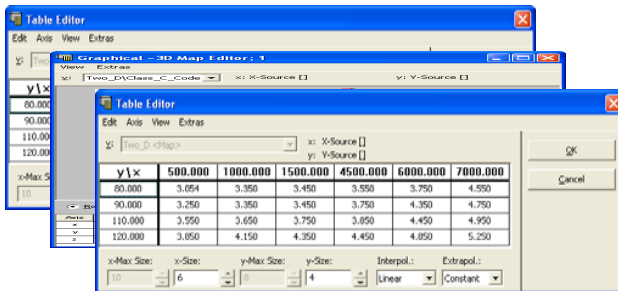 Table Editor
Edit Axis View Extras
y: Two
y\x
80.000
90.000
110.000
120.000
x-Max S
10
Graphical - 3D Map Editor; 1
View Extras
y: Two_D\Class_C_Code x: X-Source [] y: Y-Source []
Axis
x
y
z
Table Editor
Edit Axis View Extras
y: Two_D <Map> x: X-Source []
y: Y-Source []
y\x 500.000 1000.000 1500.000 4500.000 6000.000 7000.000
80.000 3.054 3.350 3.450 3.550 3.750 4.550
90.000 3.250 3.350 3.450 3.750 4.350 4.750
110.000 3.550 3.650 3.750 3.850 4.450 4.950
120.000 3.850 4.150 4.350 4.450 4.850 5.250
x-Max Size: x-Size: y-Max Size: y-Size: Interpol.: Extrapol.:
10 6 8 4 Linear Constant
OK
Cancel